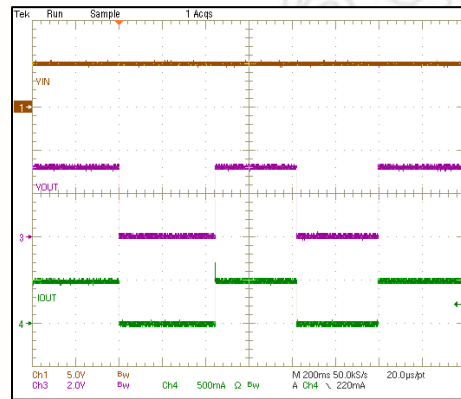 Tek Run Sample 1 Acqs
VIN
1
VOUT
3
IOUT
4
Ch1 5.0V Bw M 200ms 50.0kS/s 20.0µs/pt
Ch3 2.0V Bw Ch4 500mA Ω Bw A Ch4 \ 220mA